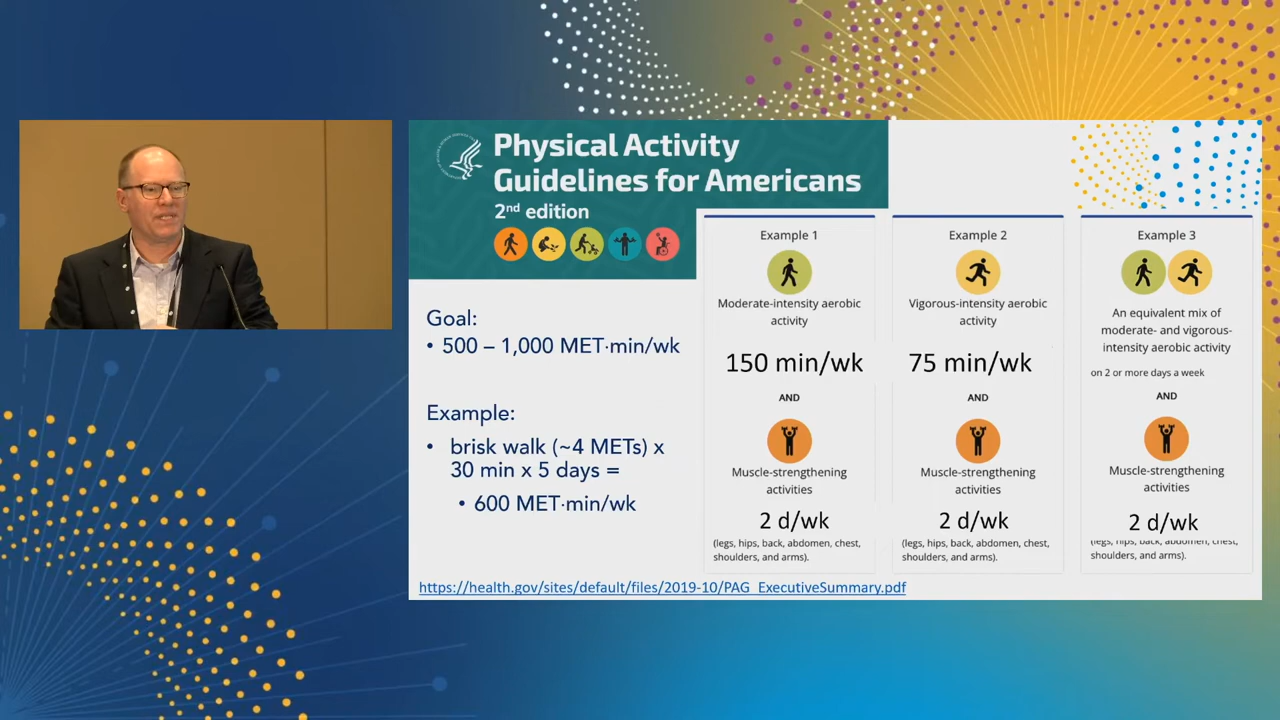 Physical Activity
Guidelines for Americans
2nd edition
Goal:
• 500 – 1,000 MET·min/wk
Example:
• brisk walk (~4 METs) x
30 min x 5 days =
• 600 MET·min/wk
Example 1
Moderate-intensity aerobic
activity
150 min/wk
AND
Muscle-strengthening
activities
2 d/wk
(legs, hips, back, abdomen, chest,
shoulders, and arms).
Example 2
Vigorous-intensity aerobic
activity
75 min/wk
AND
Muscle-strengthening
activities
2 d/wk
(legs, hips, back, abdomen, chest,
shoulders, and arms).
Example 3
An equivalent mix of
moderate- and vigorous-
intensity aerobic activity
on 2 or more days a week
AND
Muscle-strengthening
activities
2 d/wk
(legs, hips, back, abdomen, chest,
shoulders, and arms).
https://health.gov/sites/default/files/2019-10/PAG_ExecutiveSummary.pdf